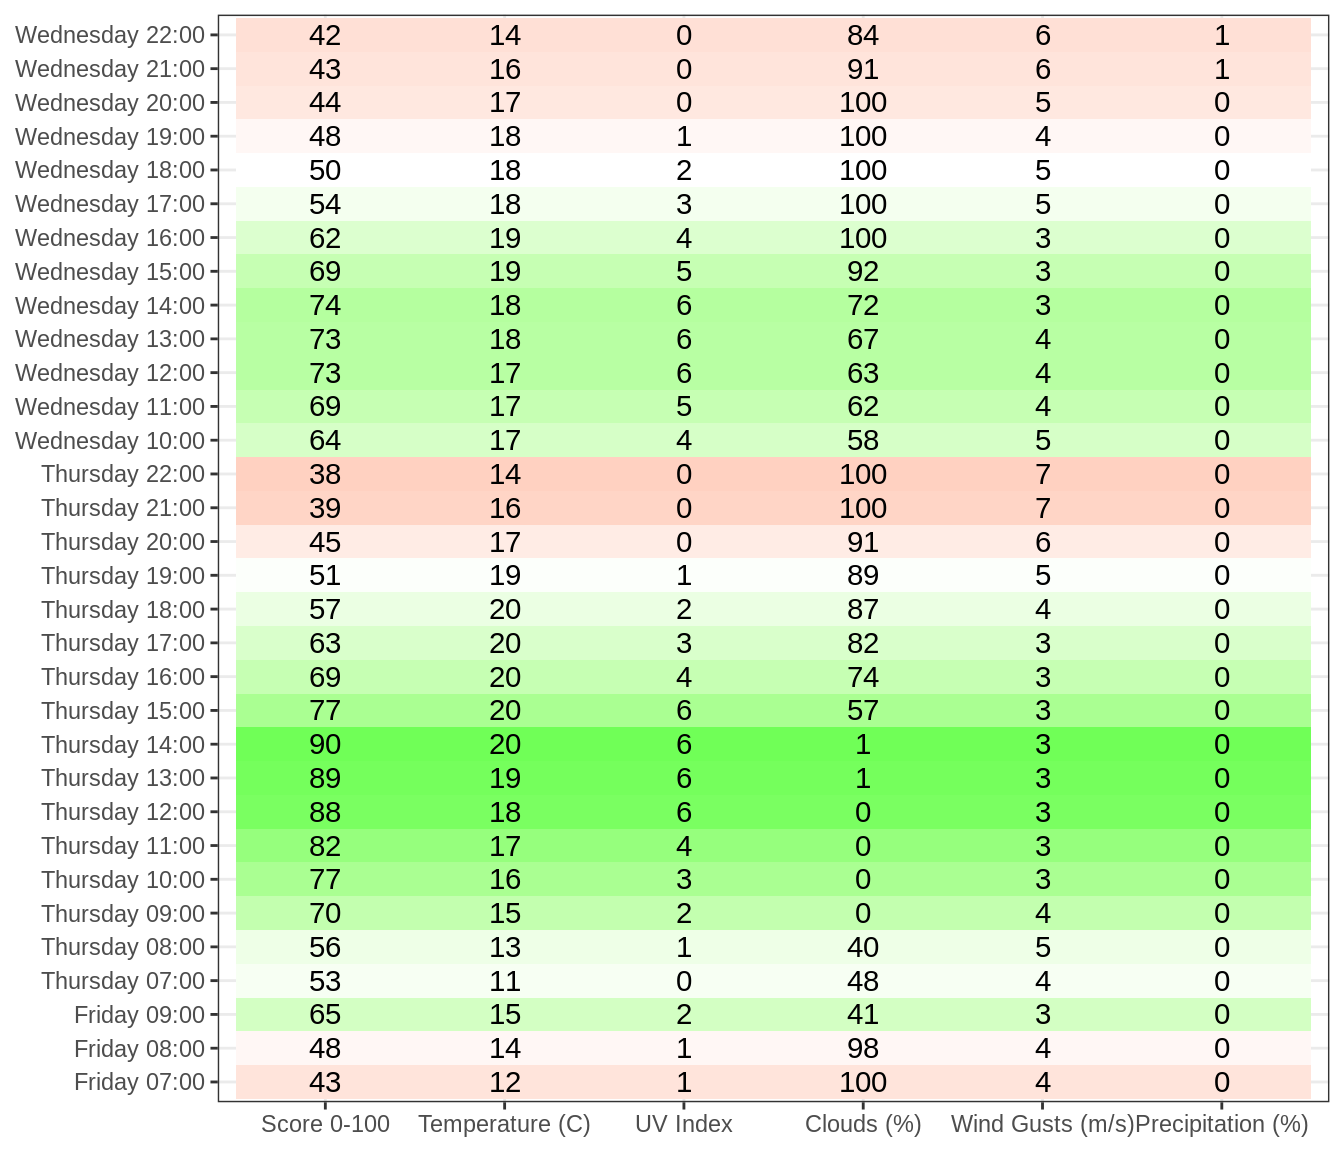 Wednesday 22:00 42 14 0 84 6 1
Wednesday 21:00 43 16 0 91 6 1
Wednesday 20:00 44 17 0 100 5 0
Wednesday 19:00 48 18 1 100 4 0
Wednesday 18:00 50 18 2 100 5 0
Wednesday 17:00 54 18 3 100 5 0
Wednesday 16:00 62 19 4 100 3 0
Wednesday 15:00 69 19 5 92 3 0
Wednesday 14:00 74 18 6 72 3 0
Wednesday 13:00 73 18 6 67 4 0
Wednesday 12:00 73 17 6 63 4 0
Wednesday 11:00 69 17 5 62 4 0
Wednesday 10:00 64 17 4 58 5 0
Thursday 22:00 38 14 0 100 7 0
Thursday 21:00 39 16 0 100 7 0
Thursday 20:00 45 17 0 91 6 0
Thursday 19:00 51 19 1 89 5 0
Thursday 18:00 57 20 2 87 4 0
Thursday 17:00 63 20 3 82 3 0
Thursday 16:00 69 20 4 74 3 0
Thursday 15:00 77 20 6 57 3 0
Thursday 14:00 90 20 6 1 3 0
Thursday 13:00 89 19 6 1 3 0
Thursday 12:00 88 18 6 0 3 0
Thursday 11:00 82 17 4 0 3 0
Thursday 10:00 77 16 3 0 3 0
Thursday 09:00 70 15 2 0 4 0
Thursday 08:00 56 13 1 40 5 0
Thursday 07:00 53 11 0 48 4 0
Friday 09:00 65 15 2 41 3 0
Friday 08:00 48 14 1 98 4 0
Friday 07:00 43 12 1 100 4 0
Score 0-100 Temperature (C) UV Index Clouds (%) Wind Gusts (m/s) Precipitation (%)